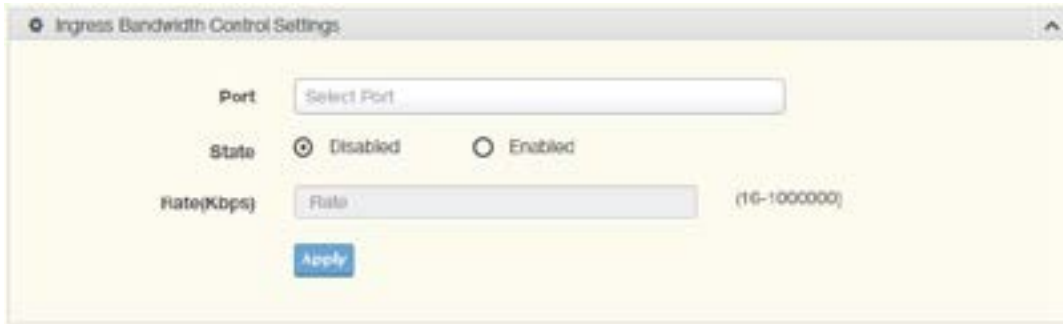 Ingress Bandwidth Control Settings
Port Select Port
State Disabled Enabled
Rate(Kbps) Rate (16-1000000)
Apply